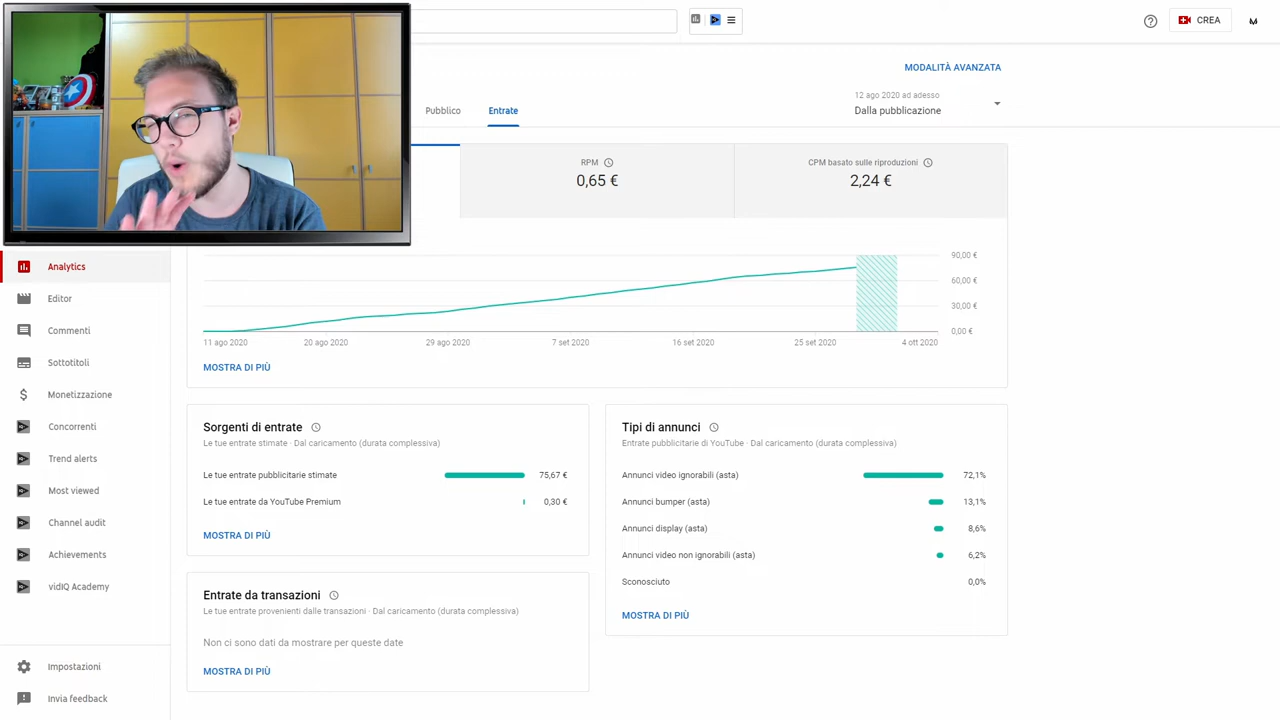 CREA
MODALITÀ AVANZATA
12 ago 2020 ad adesso
Dalla pubblicazione
Pubblico
Entrate
RPM
0,65 €
CPM basato sulle riproduzioni
2,24 €
90,00 €
60,00 €
30,00 €
0,00 €
11 ago 2020
20 ago 2020
29 ago 2020
7 set 2020
16 set 2020
25 set 2020
4 ott 2020
MOSTRA DI PIÙ
Analytics
Editor
Commenti
Sottotitoli
Monetizzazione
Concorrenti
Trend alerts
Most viewed
Channel audit
Achievements
vidIQ Academy
Impostazioni
Invia feedback
Sorgenti di entrate
Le tue entrate stimate · Dal caricamento (durata complessiva)
Le tue entrate pubblicitarie stimate 75,67 €
Le tue entrate da YouTube Premium 0,30 €
MOSTRA DI PIÙ
Entrate da transazioni
Le tue entrate provenienti dalle transazioni · Dal caricamento (durata complessiva)
Non ci sono dati da mostrare per queste date
MOSTRA DI PIÙ
Tipi di annunci
Entrate pubblicitarie di YouTube · Dal caricamento (durata complessiva)
Annunci video ignorabili (asta) 72,1%
Annunci bumper (asta) 13,1%
Annunci display (asta) 8,6%
Annunci video non ignorabili (asta) 6,2%
Sconosciuto 0,0%
MOSTRA DI PIÙ